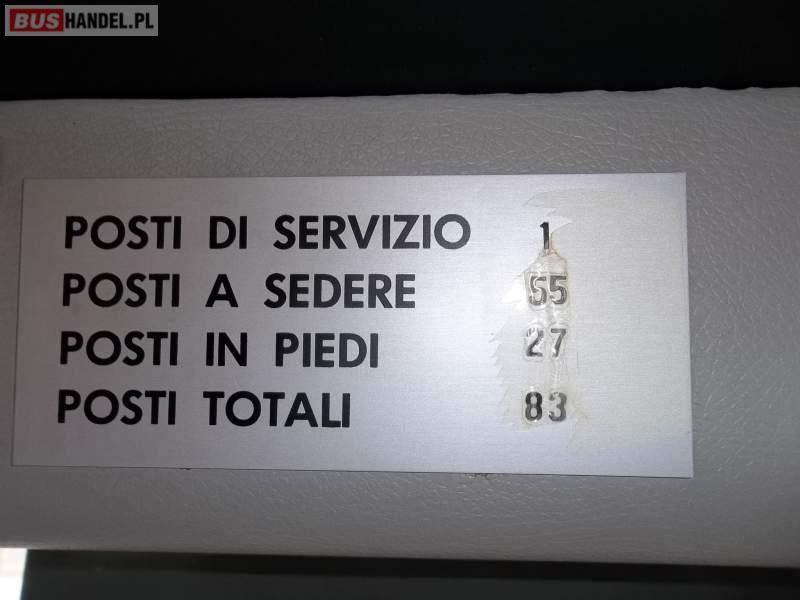 BUSHANDEL.PL
POSTI DI SERVIZIO 1
POSTI A SEDERE 55
POSTI IN PIEDI 27
POSTI TOTALI 83